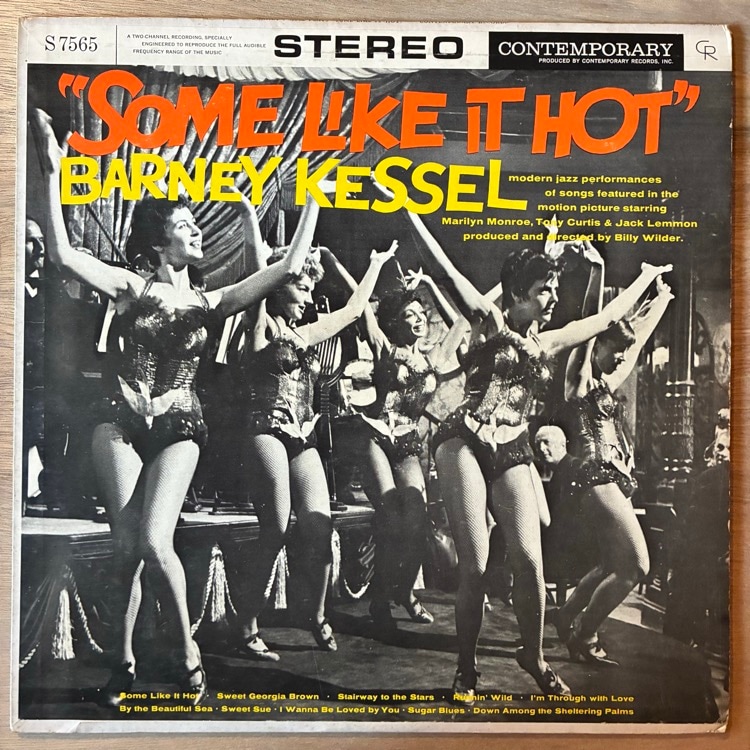 S 7565
A TWO-CHANNEL RECORDING, SPECIALLY
ENGINEERED TO REPRODUCE THE FULL AUDIBLE
FREQUENCY RANGE OF THE MUSIC
STEREO
CONTEMPORARY
PRODUCED BY CONTEMPORARY RECORDS, INC.
CR
"SOME LIKE IT HOT"
BARNEY KESSEL
modern jazz performances
of songs featured in the
motion picture starring
Marilyn Monroe, Tony Curtis & Jack Lemmon
produced and directed by Billy Wilder.
Some Like It Hot · Sweet Georgia Brown · Stairway to the Stars · Runnin' Wild · I'm Through with Love
By the Beautiful Sea · Sweet Sue · I Wanna Be Loved by You · Sugar Blues · Down Among the Sheltering Palms